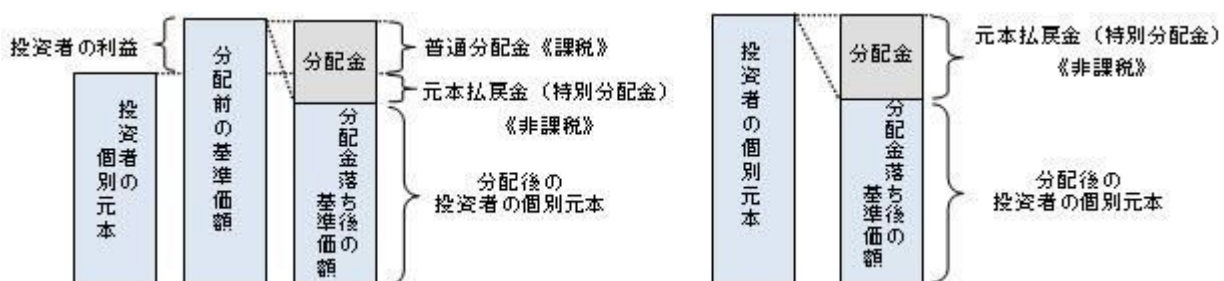 投資者の利益
投資者の
個別元本
分配前の基準価額
分配金
分配金落ち後の
基準価額
普通分配金《課税》
元本払戻金（特別分配金）
《非課税》
分配後の
投資者の個別元本
投資者の個別元本
分配金
分配金落ち後の
基準価額
元本払戻金（特別分配金）
《非課税》
分配後の
投資者の個別元本